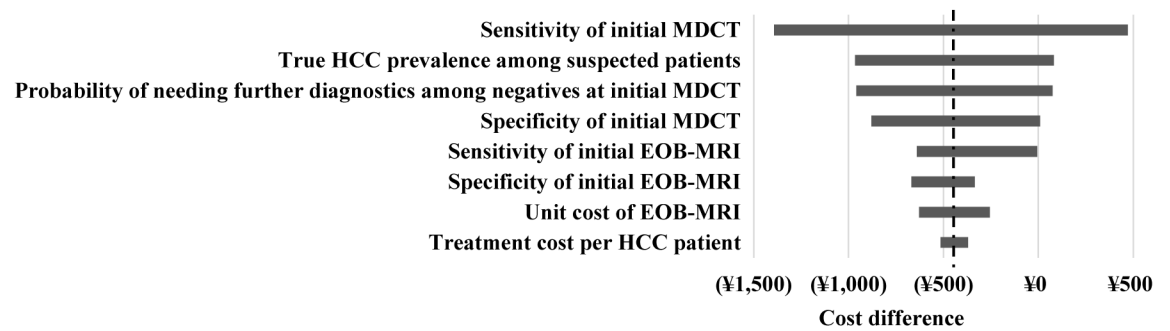 Sensitivity of initial MDCT
True HCC prevalence among suspected patients
Probability of needing further diagnostics among negatives at initial MDCT
Specificity of initial MDCT
Sensitivity of initial EOB-MRI
Specificity of initial EOB-MRI
Unit cost of EOB-MRI
Treatment cost per HCC patient
(¥1,500) (¥1,000) (¥500) ¥0 ¥500
Cost difference